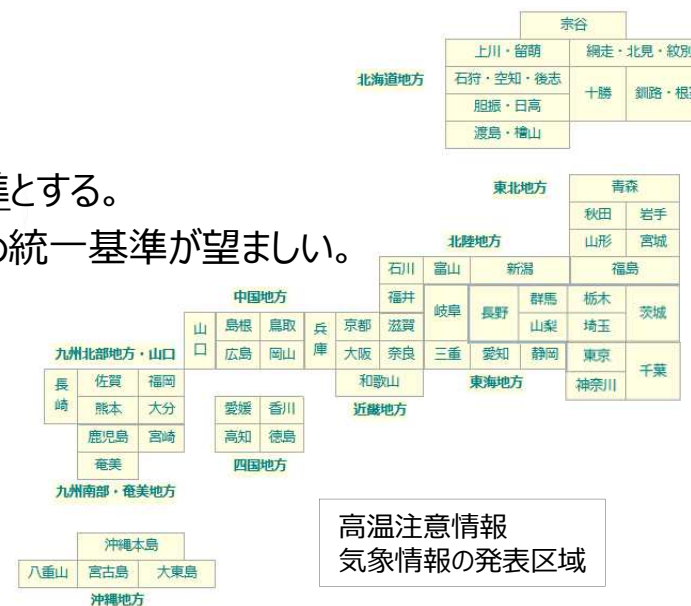 宗谷
上川・留萌 網走・北見・紋別
北海道地方
石狩・空知・後志
十勝 釧路・根
胆振・日高
渡島・檜山
とする。
統一基準が望ましい。
東北地方
青森
秋田 岩手
山形 宮城
福島
北陸地方
石川 富山 新潟
福井
岐阜 長野 群馬 栃木 茨城
滋賀
山梨 埼玉
中国地方
山口 島根 鳥取 兵庫 京都
広島 岡山 大阪 奈良 三重 愛知 静岡 東京 千葉
神奈川
和歌山
東海地方
近畿地方
九州北部地方・山口
長崎 佐賀 福岡
熊本 大分
鹿児島 宮崎
奄美
九州南部・奄美地方
愛媛 香川
高知 徳島
四国地方
高温注意情報
気象情報の発表区域
沖縄本島
八重山 宮古島 大東島
沖縄地方